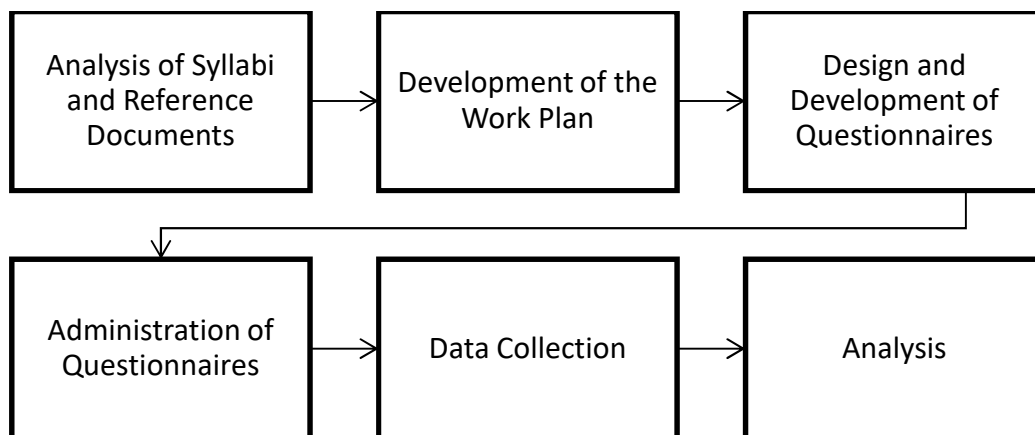 Analysis of Syllabi
and Reference
Documents
Development of the
Work Plan
Design and
Development of
Questionnaires
Administration of
Questionnaires
Data Collection
Analysis